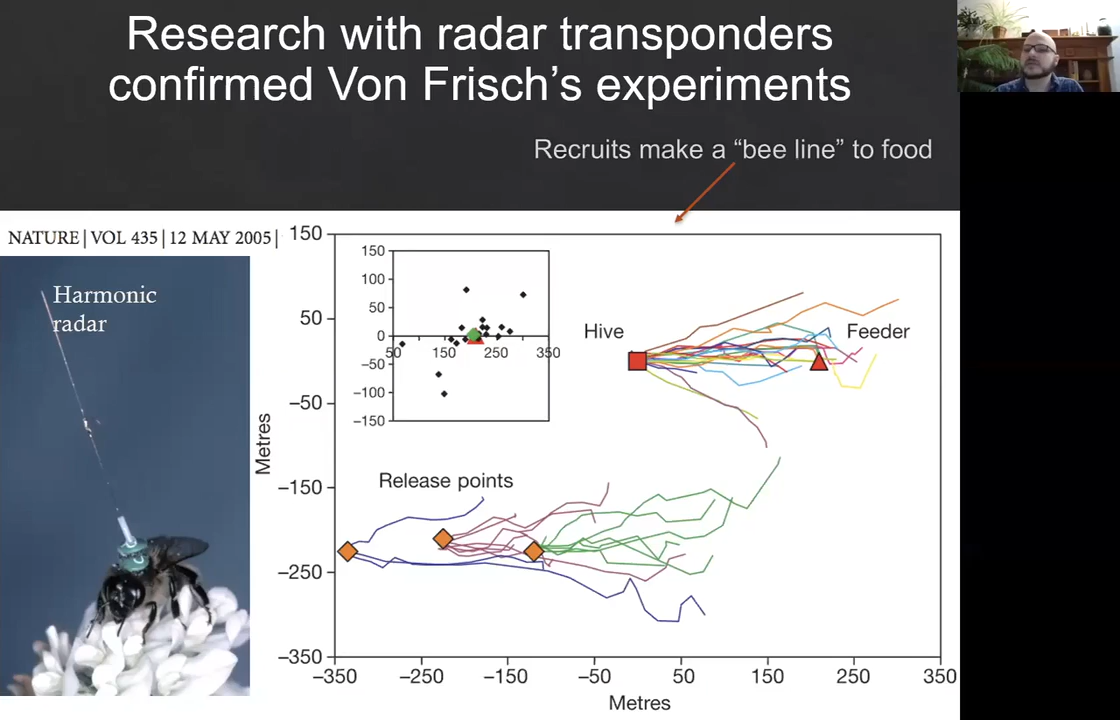 Research with radar transponders
confirmed Von Frisch's experiments
Recruits make a "bee line" to food
NATURE|VOL 435|12 MAY 2005|
Harmonic
radar
150
50
−50
−150
−250
−350
Metres
−350 −250 −150 −50 50 150 250 350
Metres
150
100
50
0
−50
−100
−150
50 150 250 350
Hive
Feeder
Release points